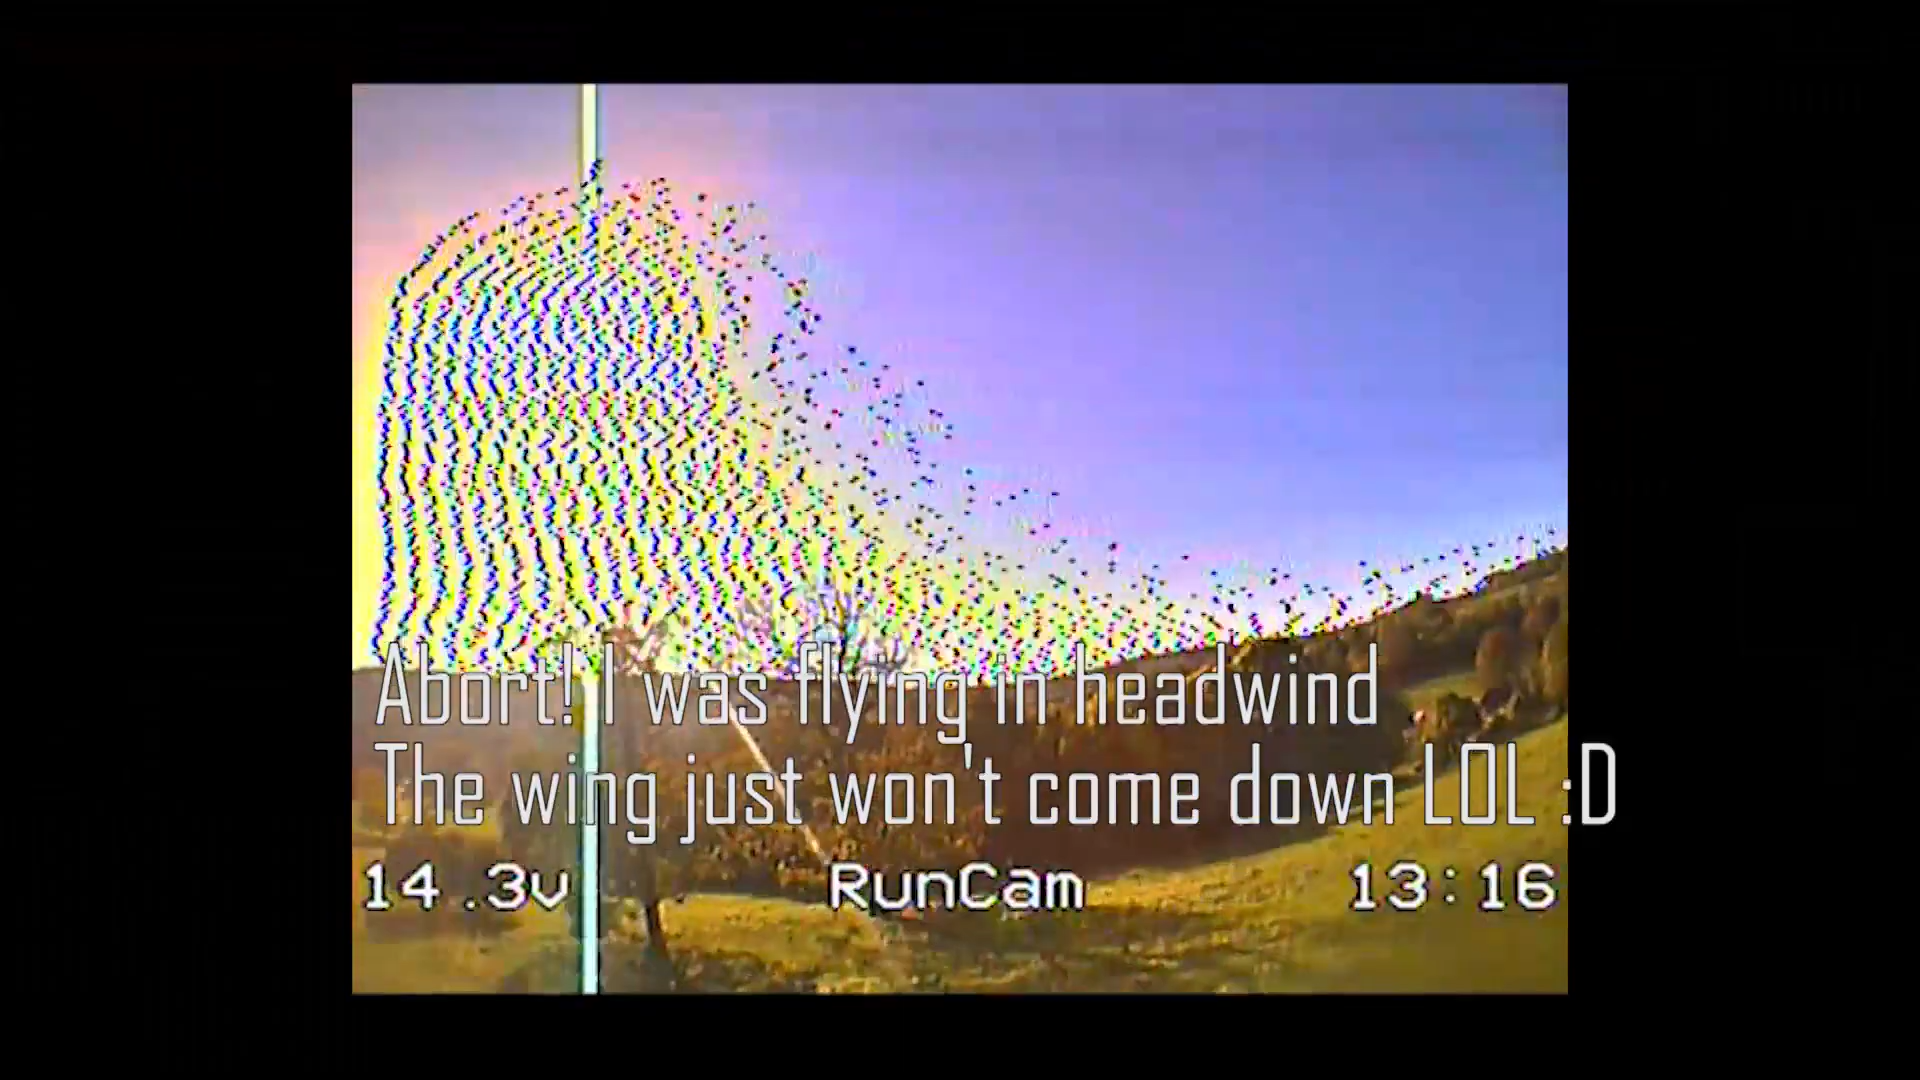 Abort! I was flying in headwind
The wing just won't come down LOL :D
14.3v RunCam 13:16